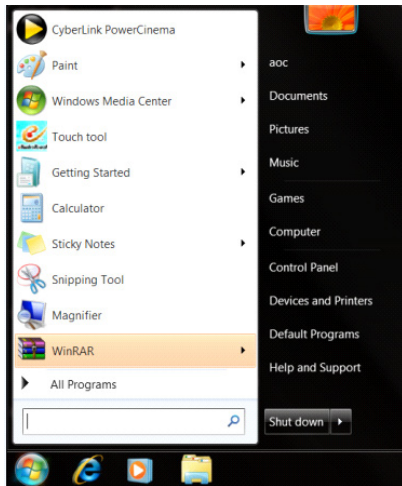 CyberLink PowerCinema
Paint
Windows Media Center
Touch tool
Getting Started
Calculator
Sticky Notes
Snipping Tool
Magnifier
WinRAR
All Programs
aoc
Documents
Pictures
Music
Games
Computer
Control Panel
Devices and Printers
Default Programs
Help and Support
Shut down